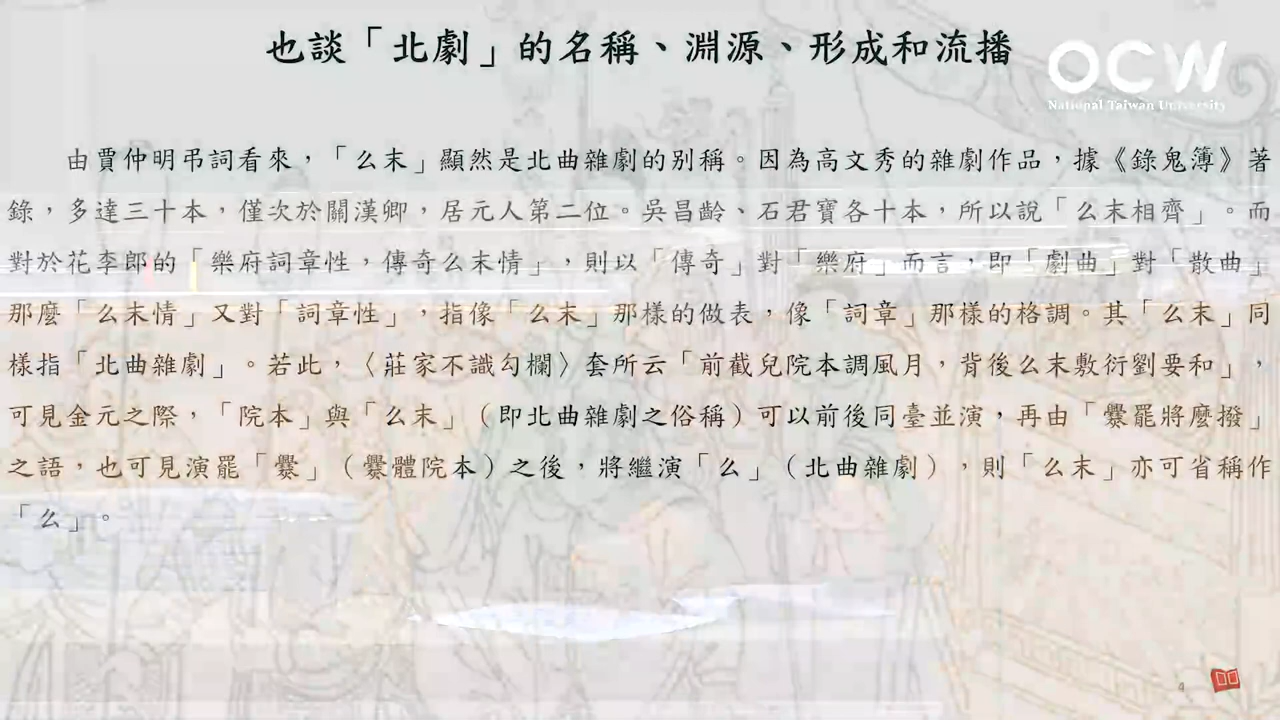 也談「北劇」的名稱、淵源、形成和流播
OCW
National Taiwan University
由賈仲明弔詞看來，「么末」顯然是北曲雜劇的別稱。因為高文秀的雜劇作品，據《錄鬼簿》著
錄，多達三十本，僅次於關漢卿，居元人第二位。吳昌齡、石君寶各十本，所以說「么末相齊」。而
對於花李郎的「樂府詞章性，傳奇么末情」，則以「傳奇」對「樂府」而言，即「劇曲」對「散曲」
那麼「么末情」又對「詞章性」，指像「么末」那樣的做表，像「詞章」那樣的格調。其「么末」同
樣指「北曲雜劇」。若此，〈莊家不識勾欄〉套所云「前截兒院本調風月，背後么末敷衍劉耍和」，
可見金元之際，「院本」與「么末」（即北曲雜劇之俗稱）可以前後同臺並演，再由「爨罷將麼撥」
之語，也可見演罷「爨」（爨體院本）之後，將繼演「么」（北曲雜劇），則「么末」亦可省稱作
「么」。